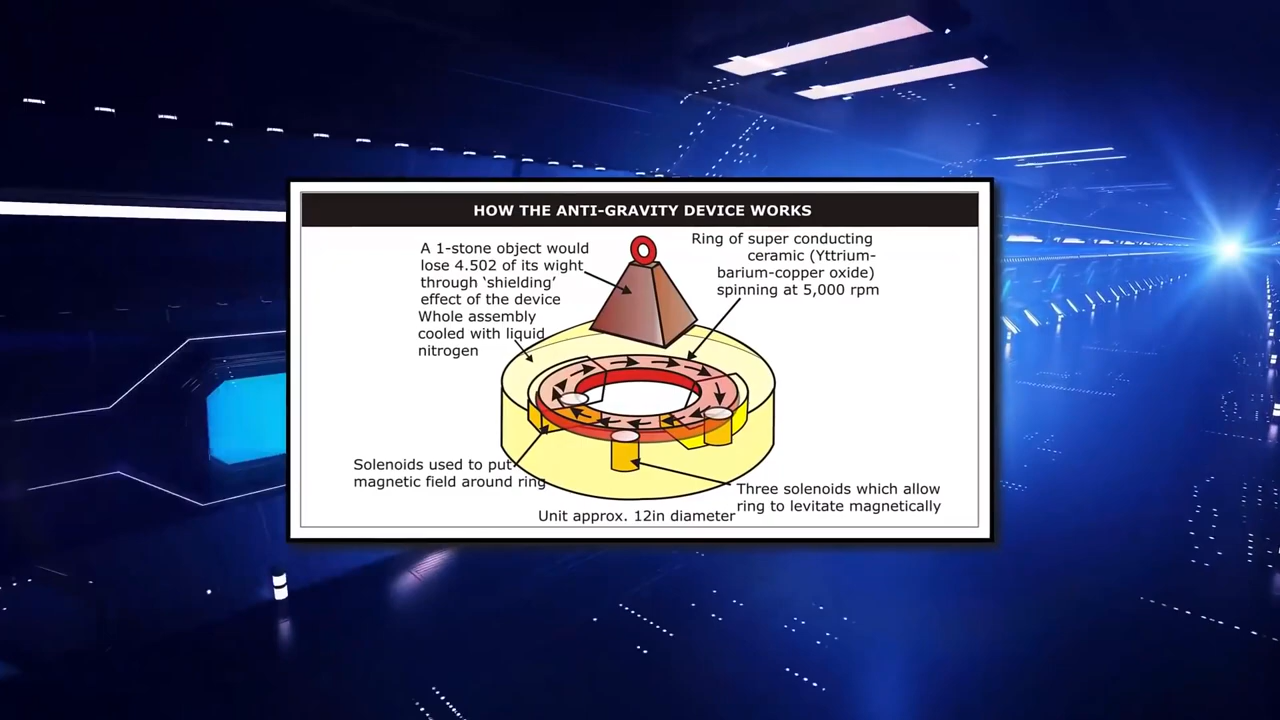 HOW THE ANTI-GRAVITY DEVICE WORKS
A 1-stone object would
lose 4.502 of its wight
through ‘shielding’
effect of the device
Whole assembly
cooled with liquid
nitrogen
Ring of super conducting
ceramic (Yttrium-
barium-copper oxide)
spinning at 5,000 rpm
Solenoids used to put
magnetic field around ring
Three solenoids which allow
ring to levitate magnetically
Unit approx. 12in diameter